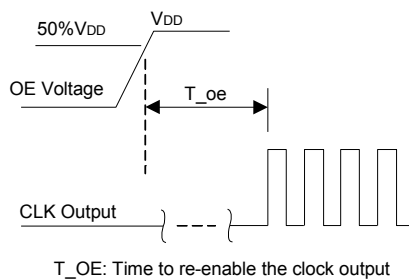 VDD
50%VDD
OE Voltage
T_oe
CLK Output
T_OE: Time to re-enable the clock output